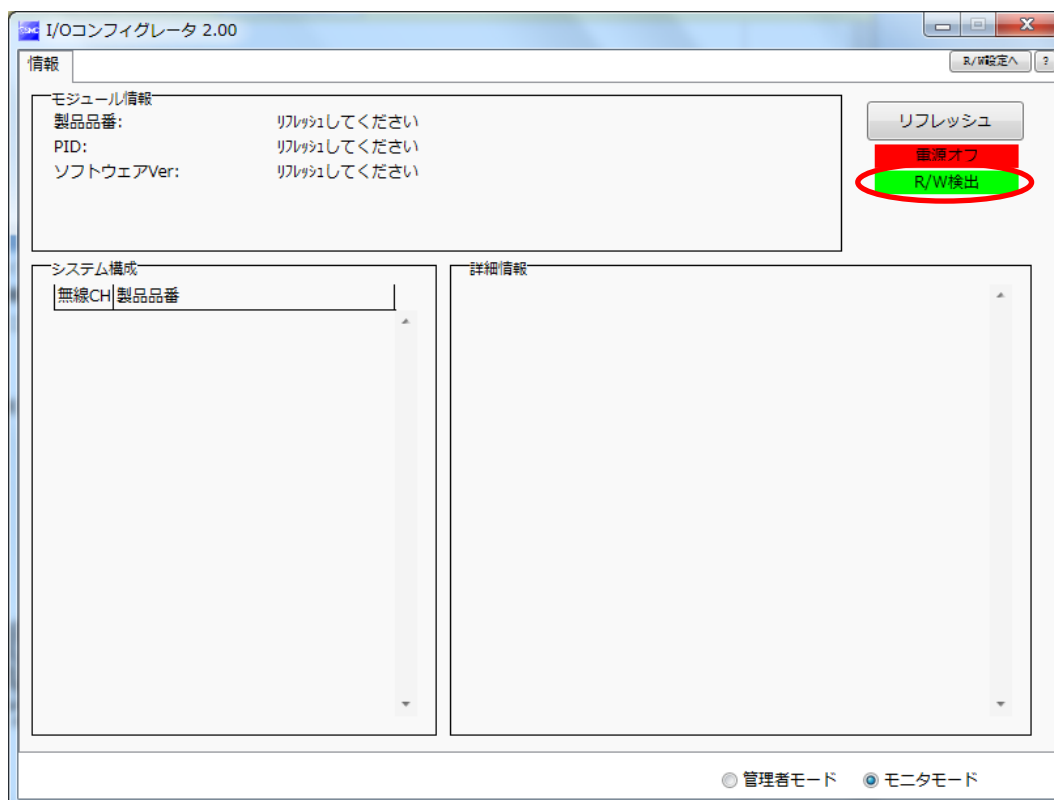 SMC I/Oコンフィグレータ 2.00
情報
R/W設定へ ?
モジュール情報
製品品番: ﾘﾌﾚｯｼｭしてください
PID: ﾘﾌﾚｯｼｭしてください
ソフトウェアVer: ﾘﾌﾚｯｼｭしてください
リフレッシュ
電源オフ
R/W検出
システム構成
無線CH 製品品番
詳細情報
管理者モード モニタモード